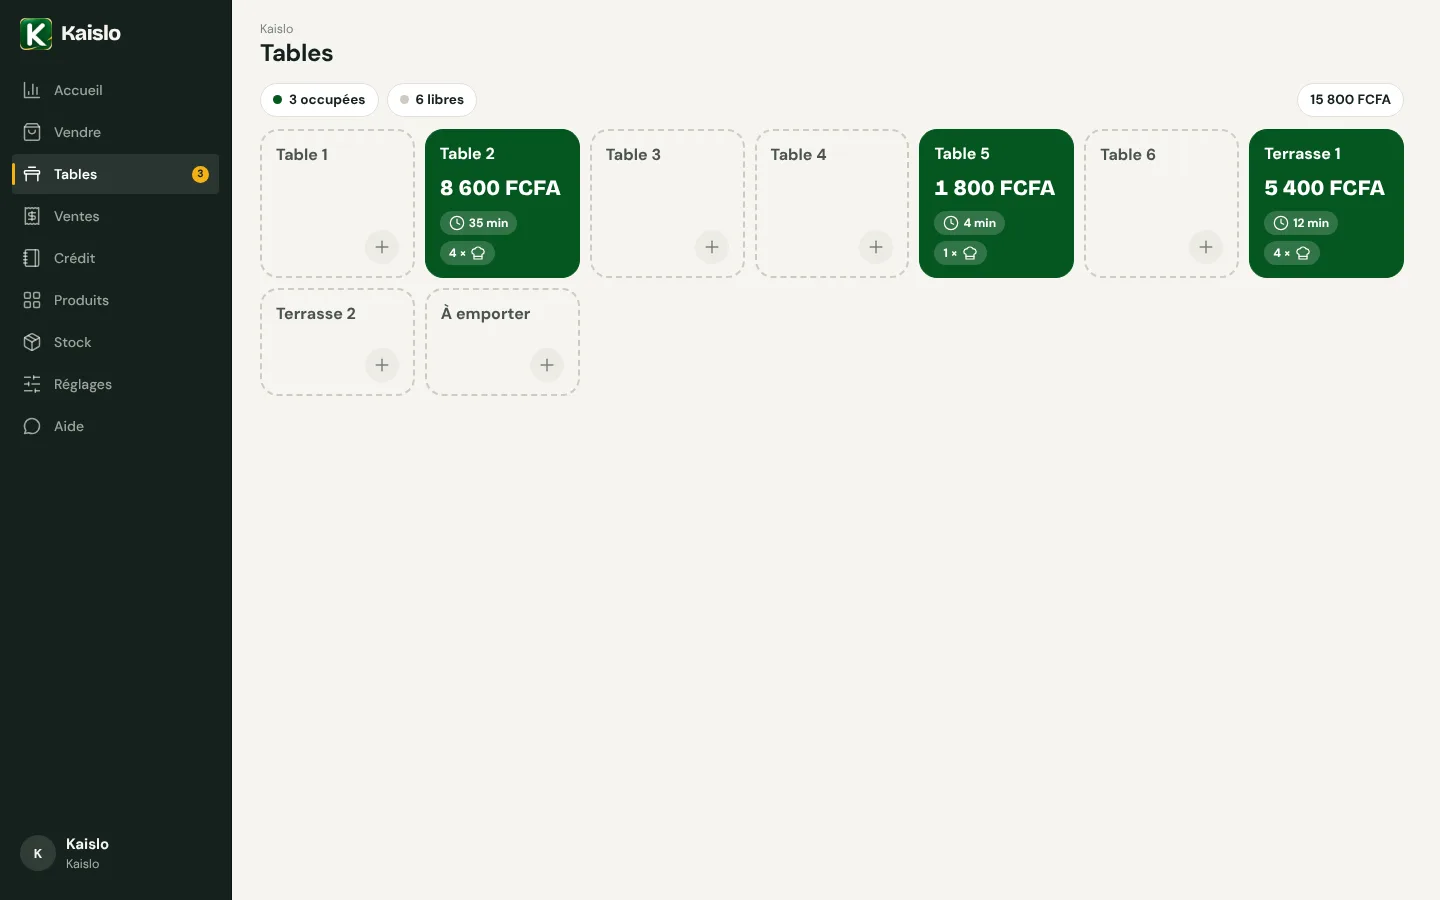 Kaislo
Accueil
Vendre
Tables
3
Ventes
Crédit
Produits
Stock
Réglages
Aide
K
Kaislo
Kaislo
Kaislo
Tables
3 occupées
6 libres
15 800 FCFA
Table 1
Table 2
8 600 FCFA
35 min
4 ×
Table 3
Table 4
Table 5
1 800 FCFA
4 min
1 ×
Table 6
Terrasse 1
5 400 FCFA
12 min
4 ×
Terrasse 2
À emporter